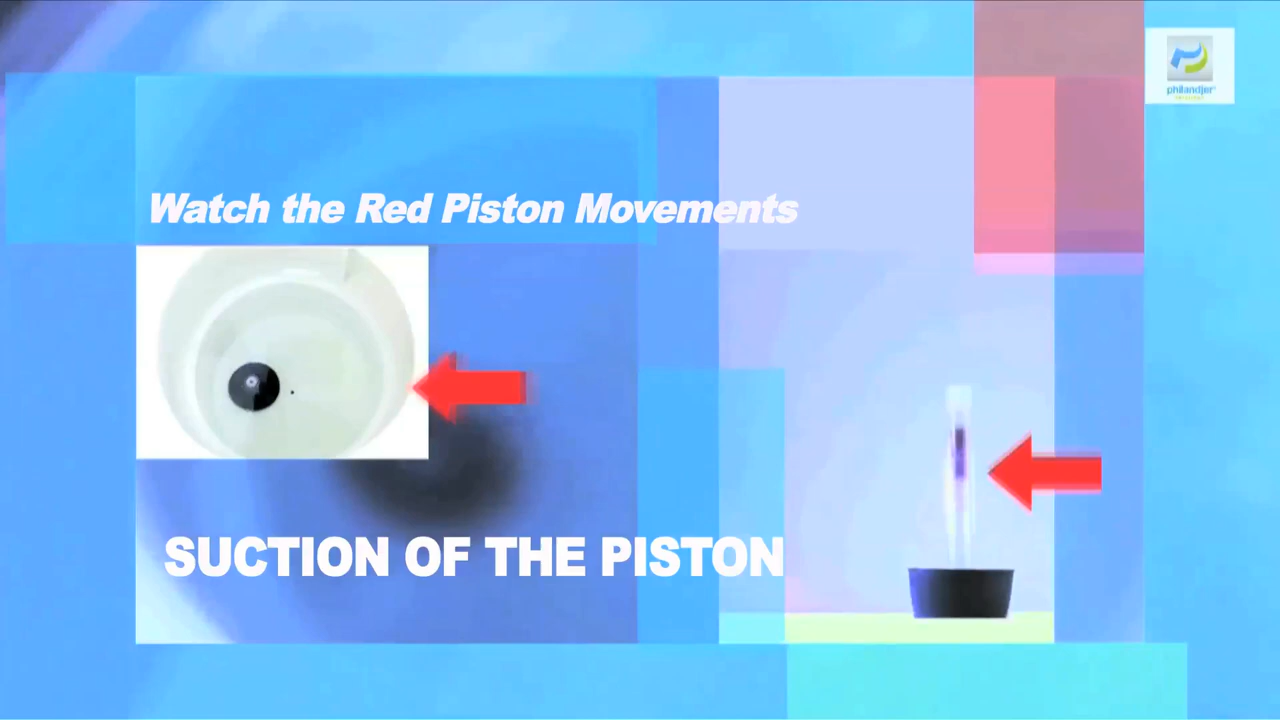 philandjer
Watch the Red Piston Movements
SUCTION OF THE PISTON